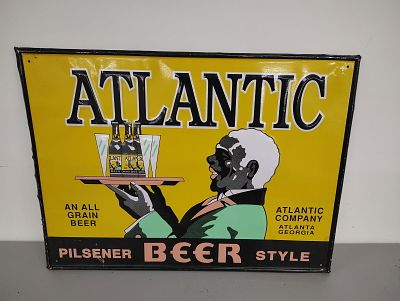 ATLANTIC
AN ALL
GRAIN
BEER
ATLANTIC
COMPANY
ATLANTA
GEORGIA
PILSENER BEER STYLE